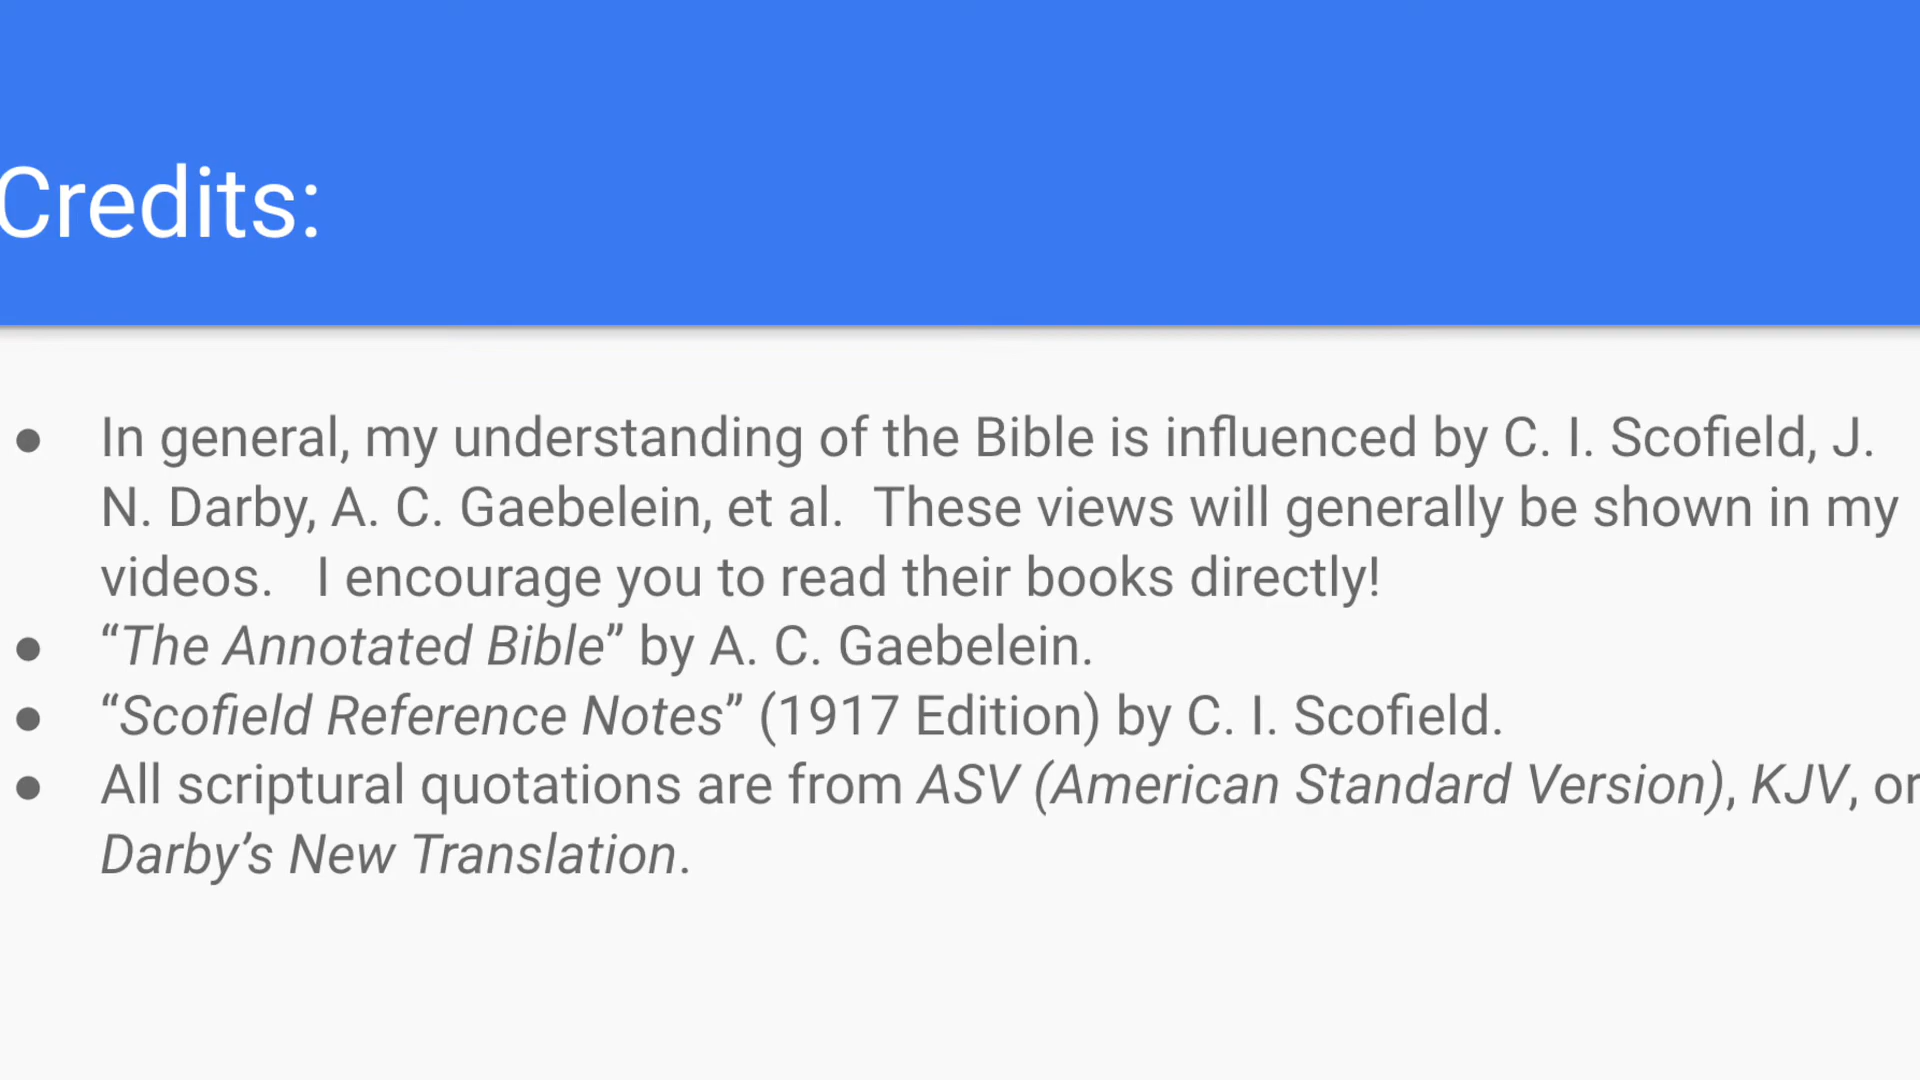 Credits:
● In general, my understanding of the Bible is influenced by C. I. Scofield, J.
N. Darby, A. C. Gaebelein, et al.  These views will generally be shown in my
videos.   I encourage you to read their books directly!
● “The Annotated Bible” by A. C. Gaebelein.
● “Scofield Reference Notes” (1917 Edition) by C. I. Scofield.
● All scriptural quotations are from ASV (American Standard Version), KJV, or
Darby’s New Translation.